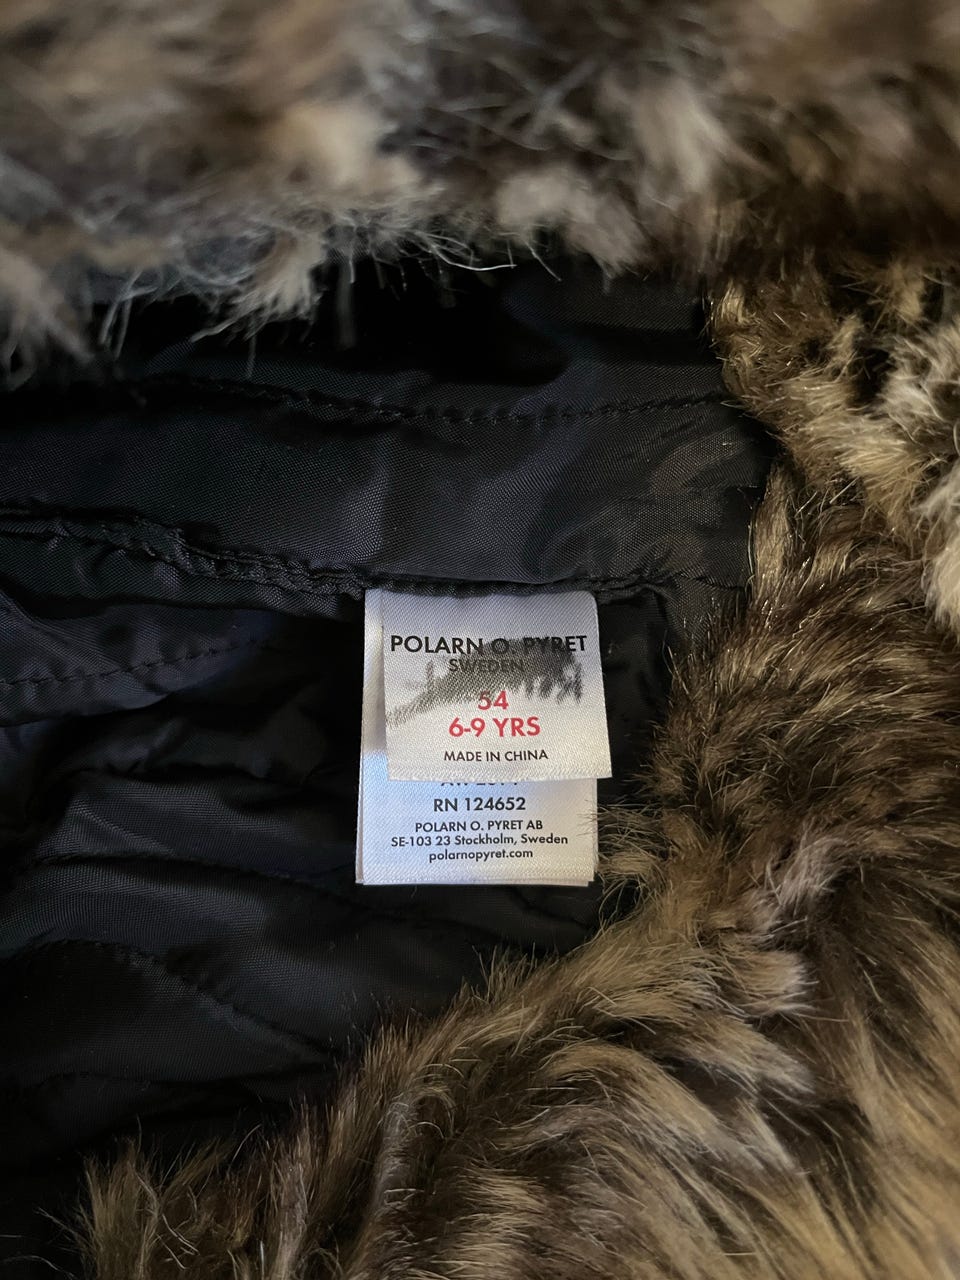 POLARN O. PYRET
SWEDEN
54
6-9 YRS
MADE IN CHINA
RN 124652
POLARN O. PYRET AB
SE-103 23 Stockholm, Sweden
polarnopyret.com